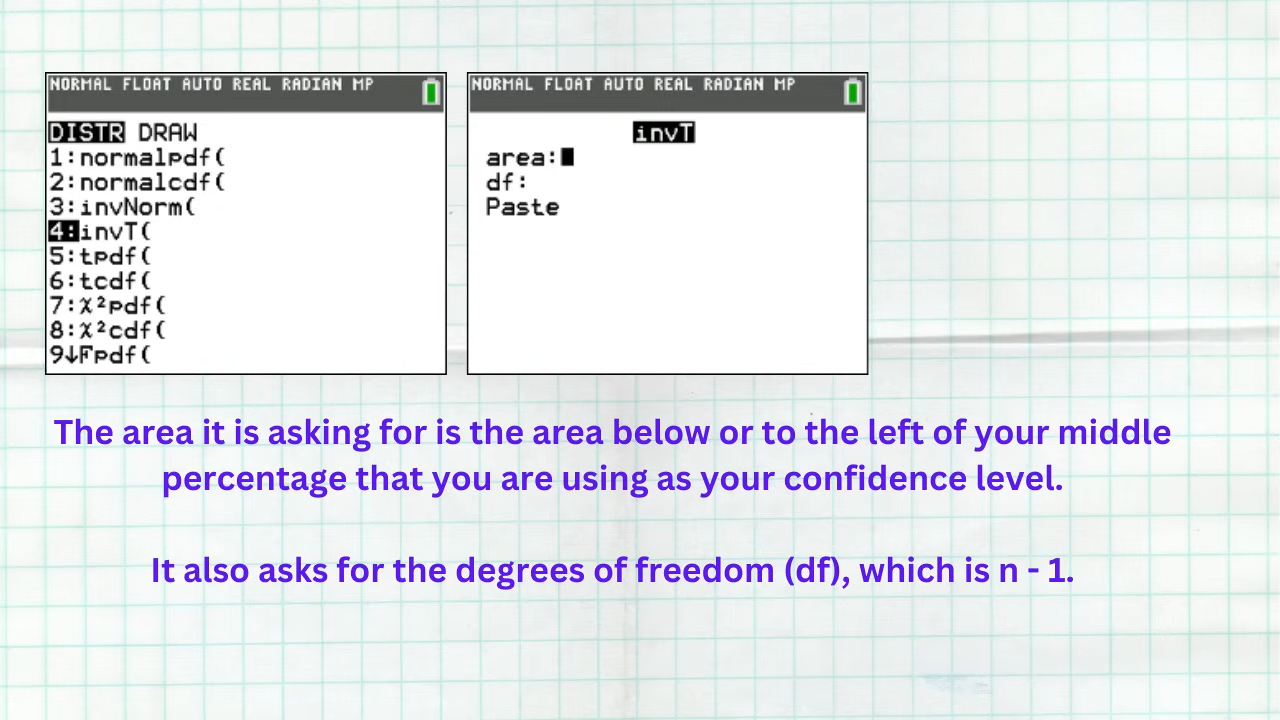 NORMAL FLOAT AUTO REAL RADIAN MP
DISTR DRAW
1:normalpdf(
2:normalcdf(
3:invNorm(
4:invT(
5:tpdf(
6:tcdf(
7:χ²pdf(
8:χ²cdf(
9↓Fpdf(
NORMAL FLOAT AUTO REAL RADIAN MP
invT
area:
df:
Paste
The area it is asking for is the area below or to the left of your middle
percentage that you are using as your confidence level.
It also asks for the degrees of freedom (df), which is n - 1.